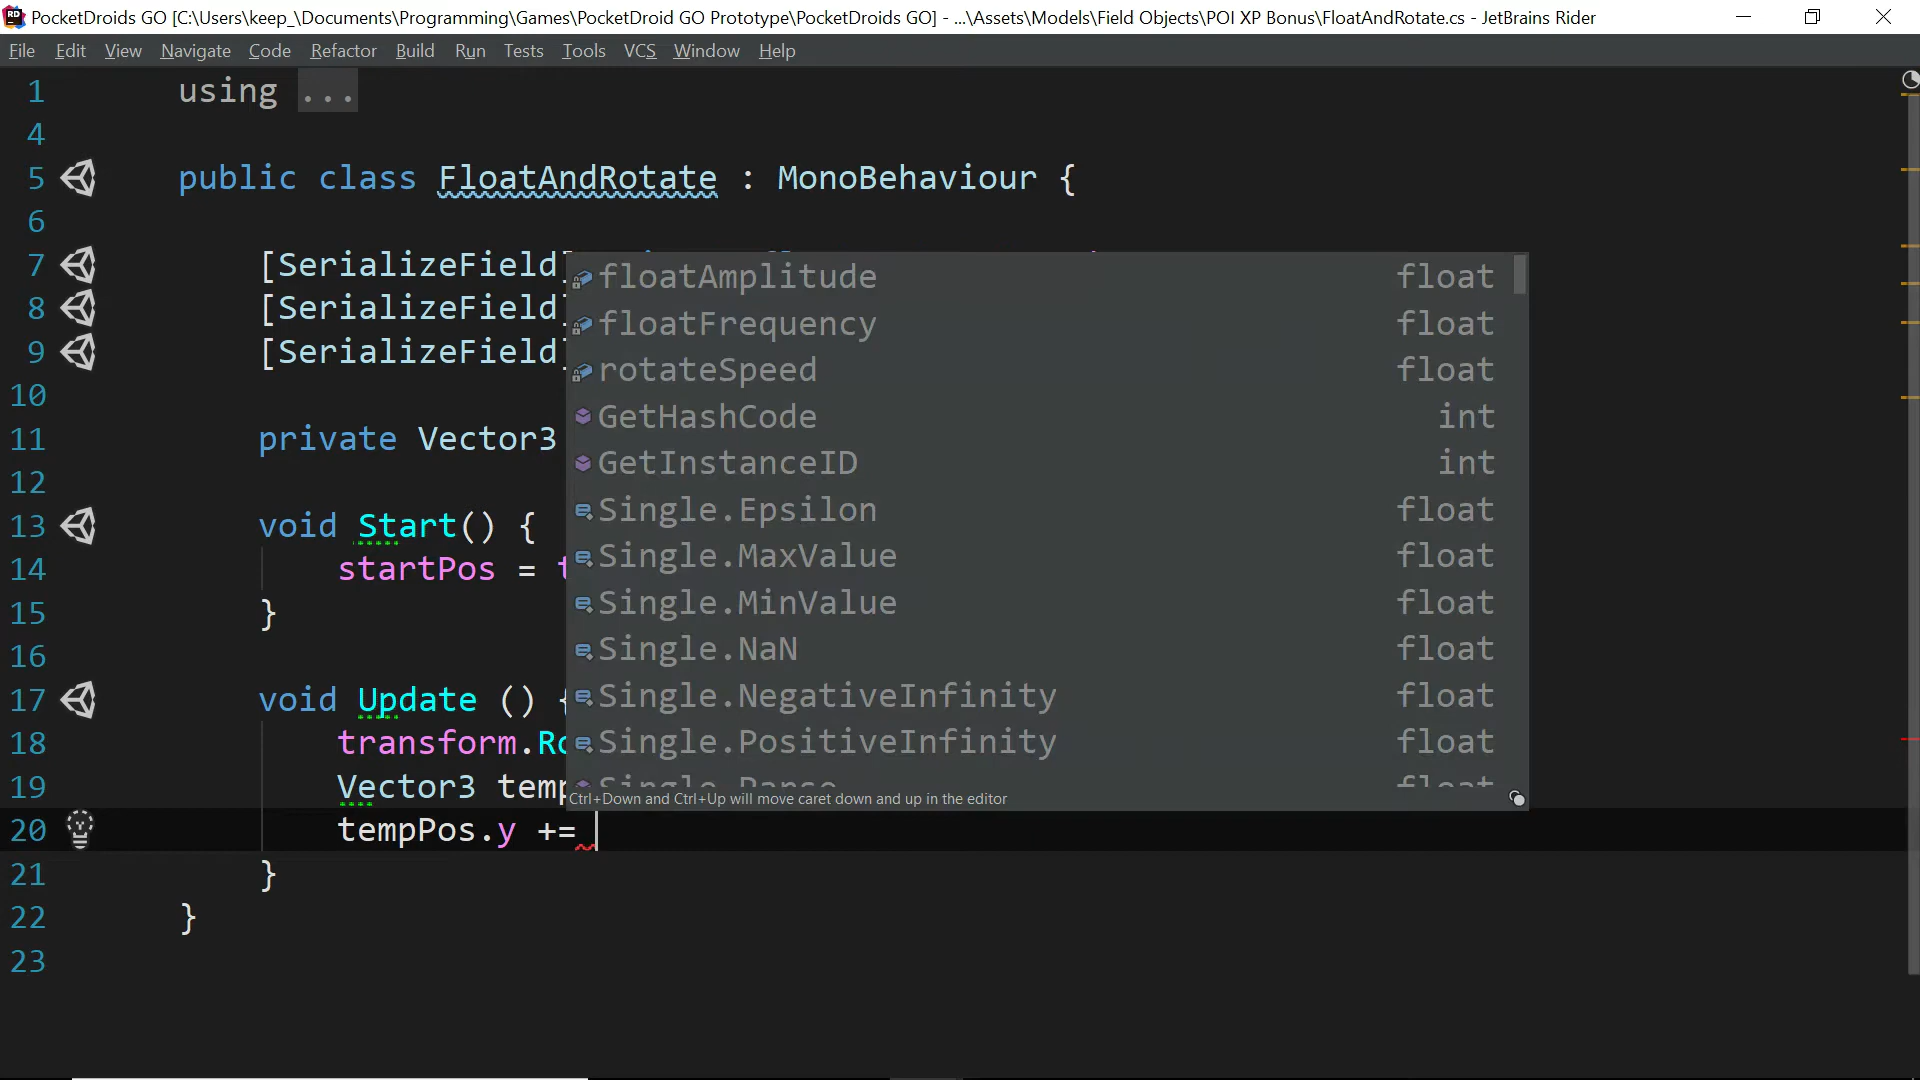 PocketDroids GO [C:\Users\keep_\Documents\Programming\Games\PocketDroid GO Prototype\PocketDroids GO] - ...\Assets\Models\Field Objects\POI XP Bonus\FloatAndRotate.cs - JetBrains Rider
File Edit View Navigate Code Refactor Build Run Tests Tools VCS Window Help
1 using ...
4
5 public class FloatAndRotate : MonoBehaviour {
6
7 [SerializeField]
8 [SerializeField]
9 [SerializeField]
10
11 private Vector3
12
13 void Start() {
14 startPos =
15 }
16
17 void Update () {
18 transform.Ro
19 Vector3 temp
20 tempPos.y +=
21 }
22 }
23
floatAmplitude float
floatFrequency float
rotateSpeed float
GetHashCode int
GetInstanceID int
Single.Epsilon float
Single.MaxValue float
Single.MinValue float
Single.NaN float
Single.NegativeInfinity float
Single.PositiveInfinity float
Single.Parse float
Ctrl+Down and Ctrl+Up will move caret down and up in the editor